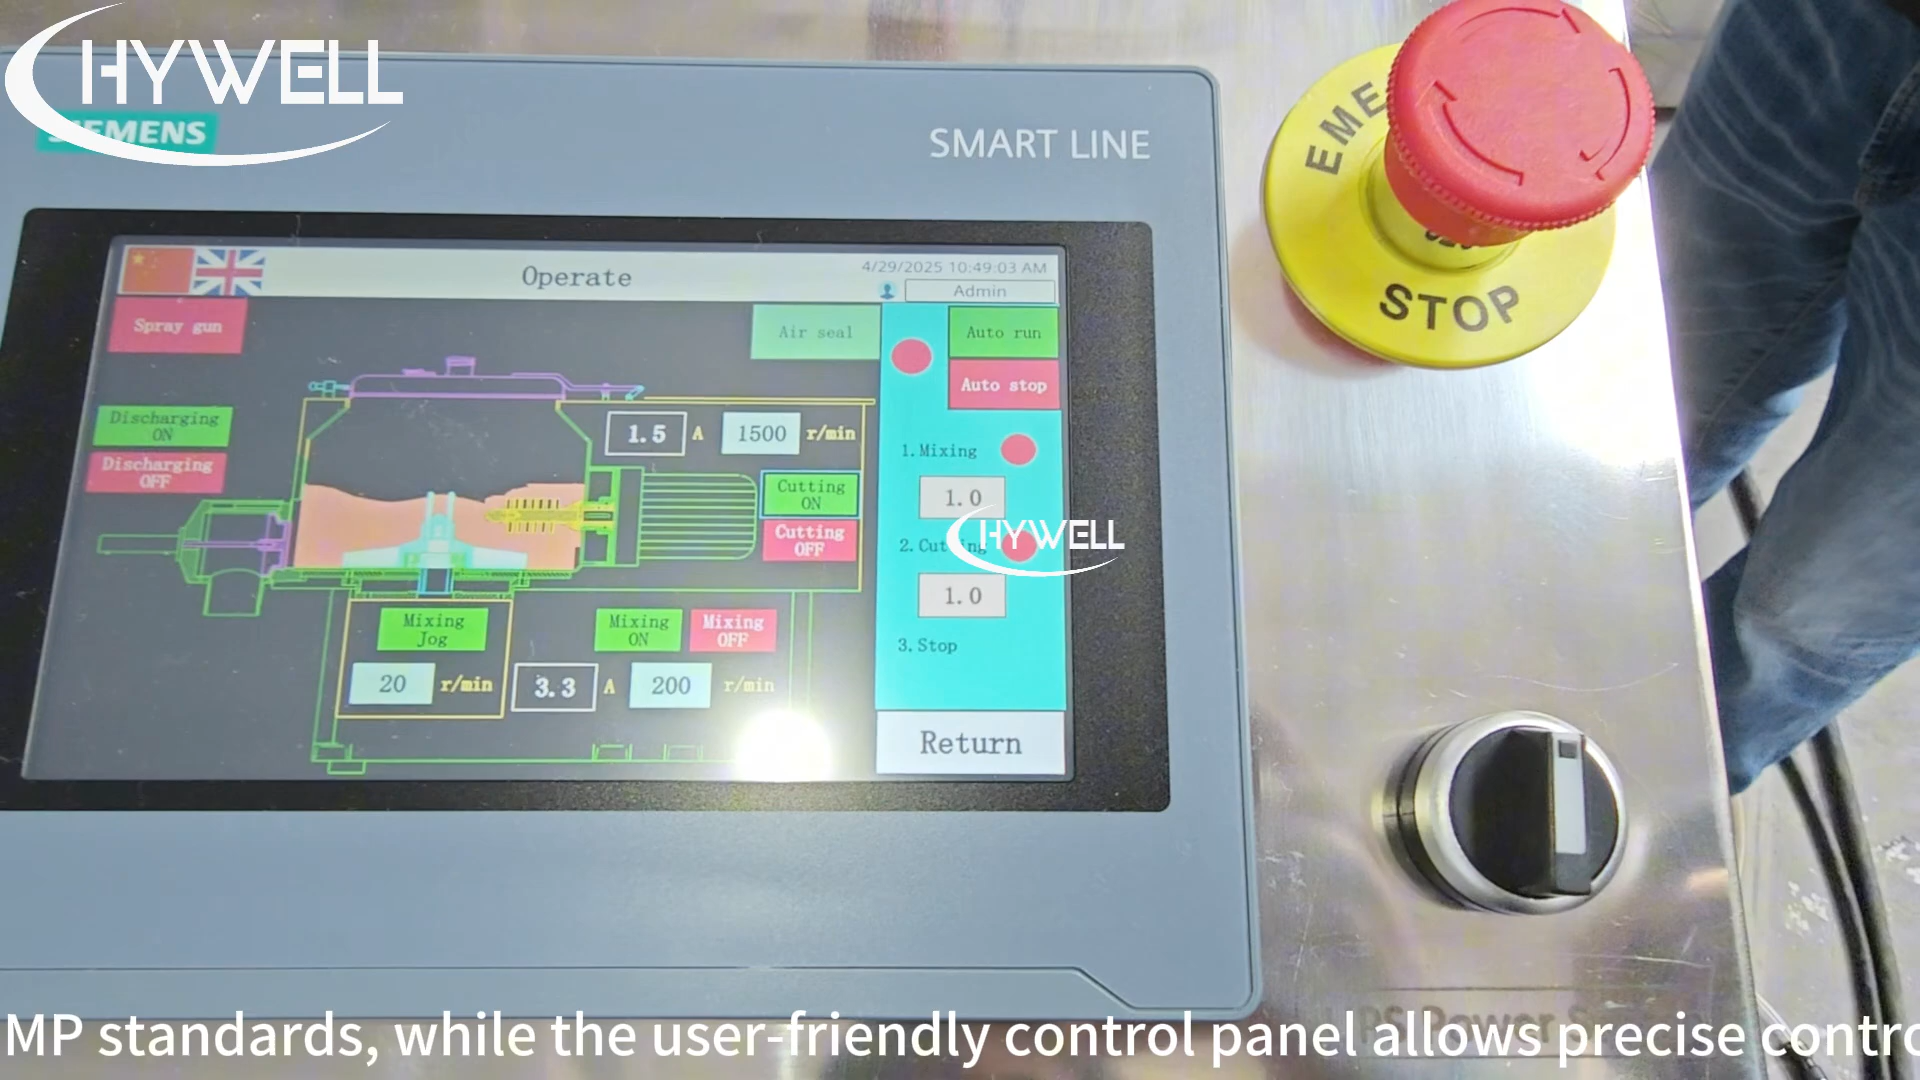 HYWELL
SIEMENS
SMART LINE
EME
STOP
Operate
4/29/2025 10:49:03 AM
Admin
Spray gun
Air seal
Auto run
Auto stop
Discharging
ON
Discharging
OFF
1.5 A 1500 r/min
Cutting
ON
Cutting
OFF
1.Mixing
1.0
HYWELL
2.Cutting
1.0
3.Stop
Mixing
Jog
Mixing
ON
Mixing
OFF
20 r/min
3.3 A 200 r/min
Return
MP standards, while the user-friendly control panel allows precise contro